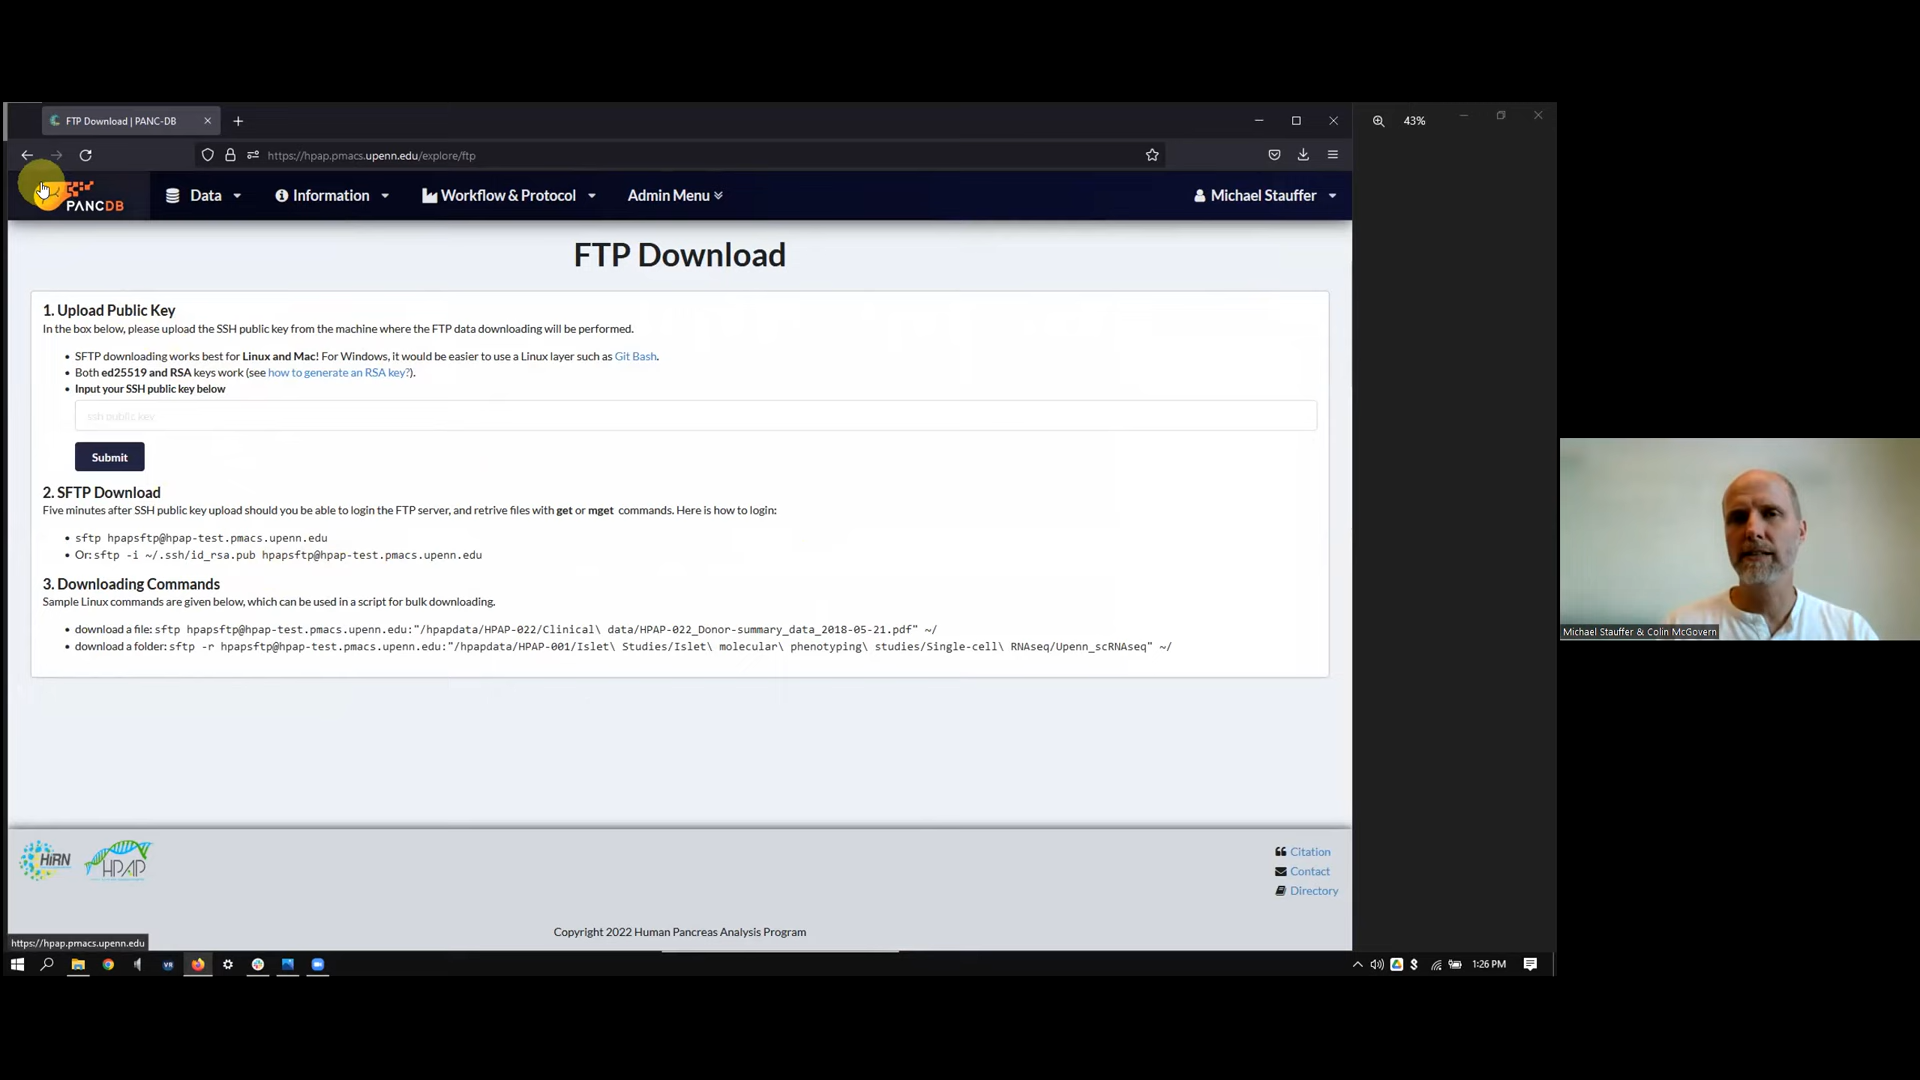 FTP Download | PANC-DB
43%
https://hpap.pmacs.upenn.edu/explore/ftp
PANCDB
Data
Information
Workflow & Protocol
Admin Menu
Michael Stauffer
FTP Download
1. Upload Public Key
In the box below, please upload the SSH public key from the machine where the FTP data downloading will be performed.
• SFTP downloading works best for Linux and Mac! For Windows, it would be easier to use a Linux layer such as Git Bash.
• Both ed25519 and RSA keys work (see how to generate an RSA key?).
• Input your SSH public key below
ssh public key
Submit
2. SFTP Download
Five minutes after SSH public key upload should you be able to login the FTP server, and retrive files with get or mget commands. Here is how to login:
• sftp hpapsftp@hpap-test.pmacs.upenn.edu
• Or: sftp -i ~/.ssh/id_rsa.pub hpapsftp@hpap-test.pmacs.upenn.edu
3. Downloading Commands
Sample Linux commands are given below, which can be used in a script for bulk downloading.
• download a file: sftp hpapsftp@hpap-test.pmacs.upenn.edu:"/hpapdata/HPAP-022/Clinical\ data/HPAP-022_Donor-summary_data_2018-05-21.pdf" ~/
• download a folder: sftp -r hpapsftp@hpap-test.pmacs.upenn.edu:"/hpapdata/HPAP-001/Islet\ Studies/Islet\ molecular\ phenotyping\ studies/Single-cell\ RNAseq/Upenn_scRNAseq" ~/
Michael Stauffer & Colin McGovern
HIRN
HPAP
Citation
Contact
Directory
Copyright 2022 Human Pancreas Analysis Program
https://hpap.pmacs.upenn.edu
VR
1:26 PM